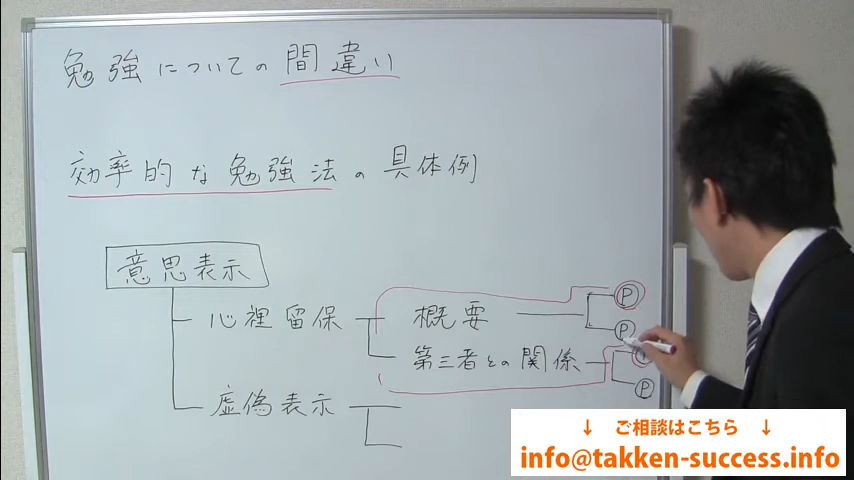 勉強についての間違い
効率的な勉強法の具体例
意思表示
心裡留保 概要 P
P
第三者との関係
虚偽表示 P
↓ ご相談はこちら ↓
info@takken-success.info